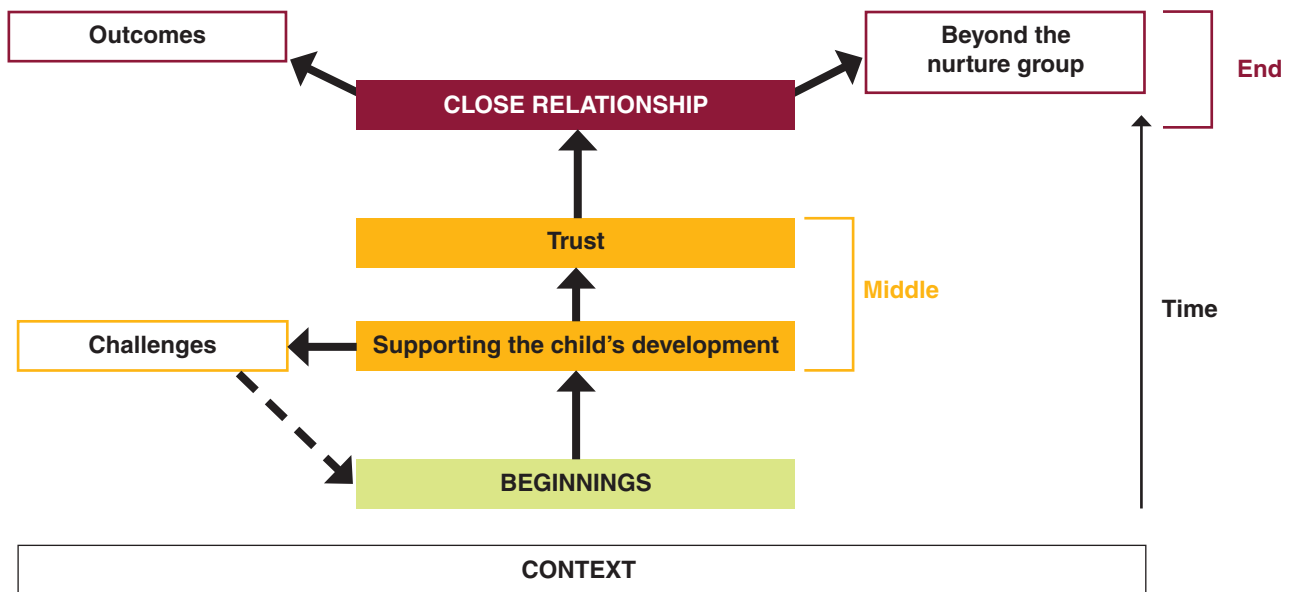 Outcomes
Beyond the
nurture group
End
CLOSE RELATIONSHIP
Trust
Middle
Time
Challenges
Supporting the child’s development
BEGINNINGS
CONTEXT